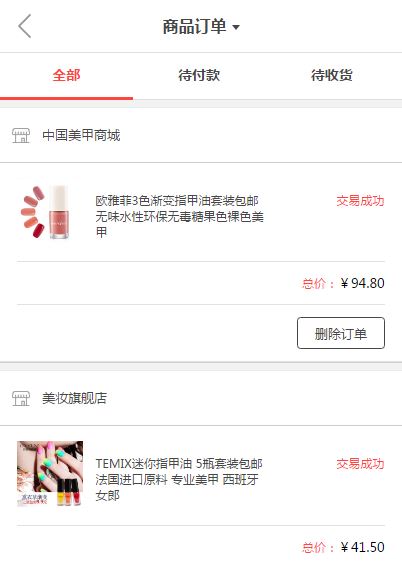 商品订单
全部 待付款 待收货
中国美甲商城
欧雅菲3色渐变指甲油套装包邮 交易成功
无味水性环保无毒糖果色裸色美
甲
总价：￥94.80
删除订单
美妆旗舰店
TEMIX迷你指甲油 5瓶套装包邮 交易成功
法国进口原料 专业美甲 西班牙
女郎
总价：￥41.50